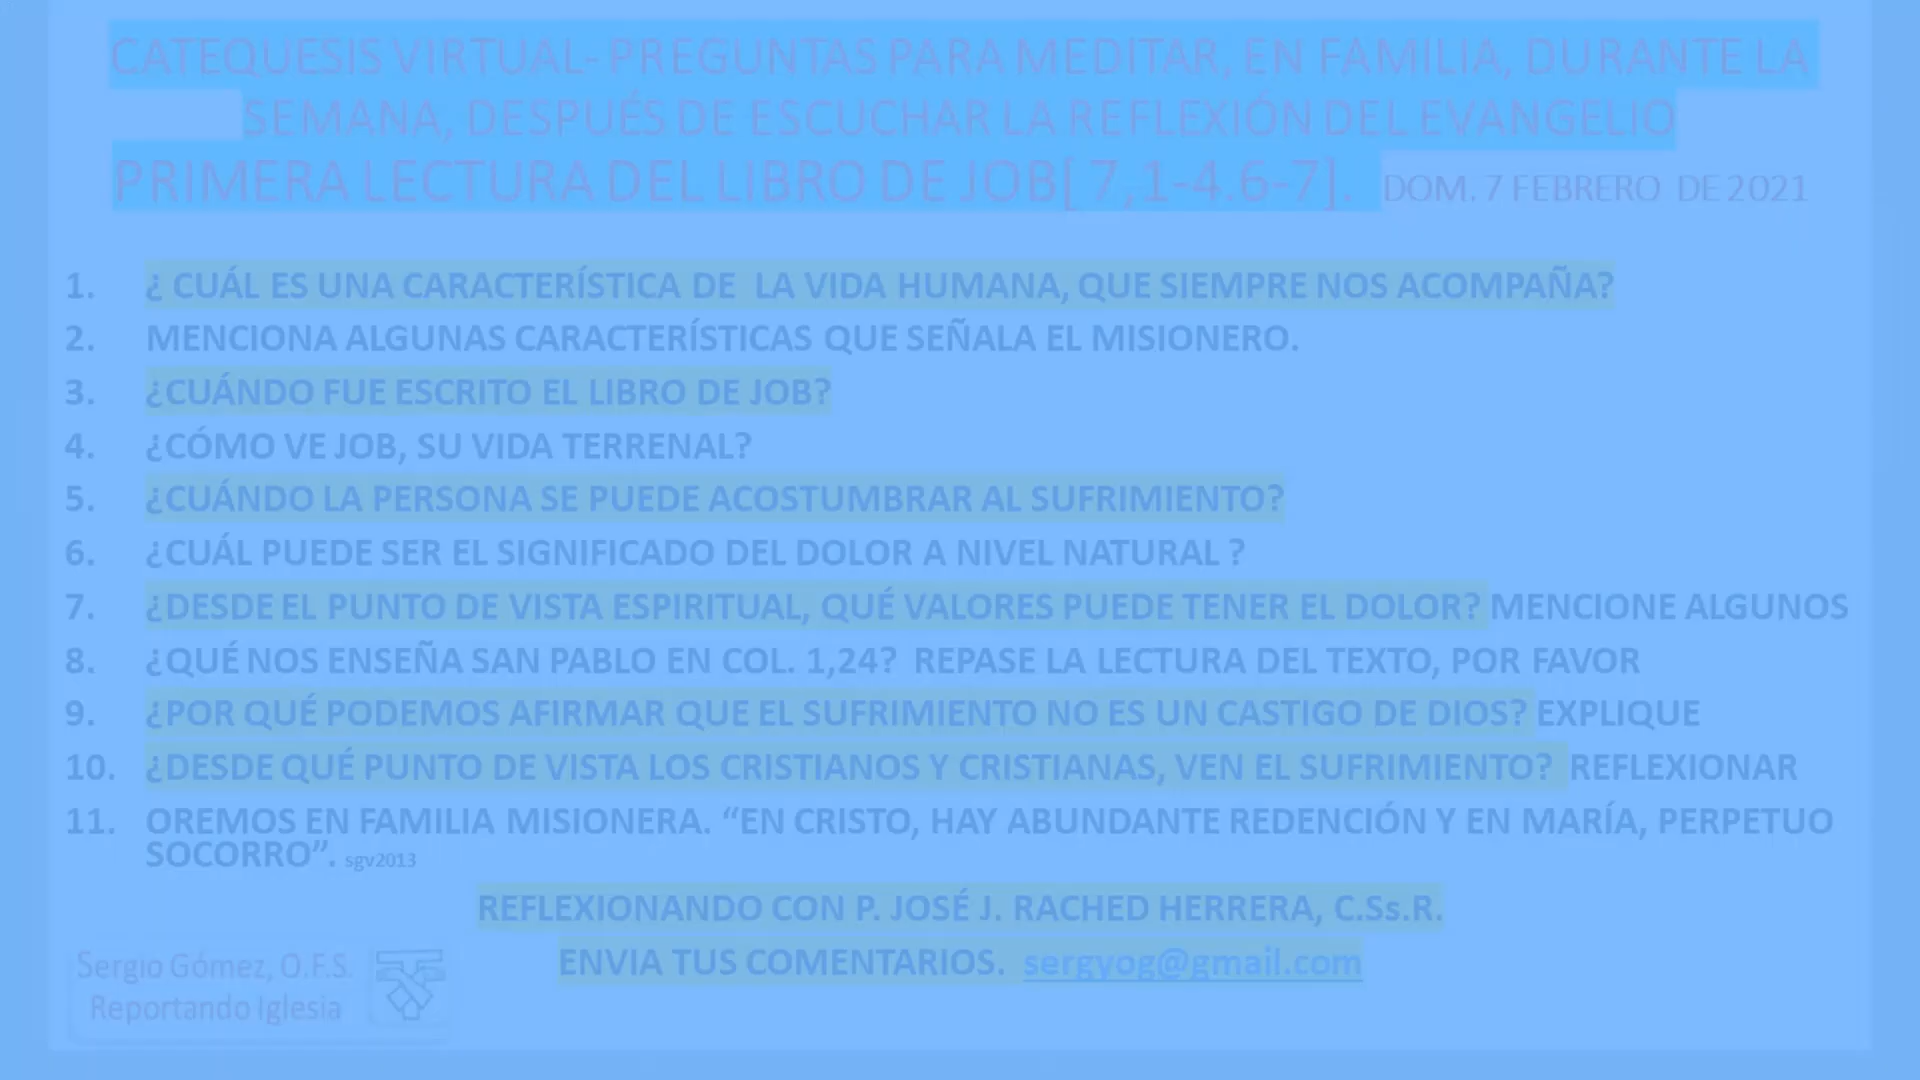 CATEQUESIS VIRTUAL- PREGUNTAS PARA MEDITAR, EN FAMILIA, DURANTE LA
SEMANA, DESPUÉS DE ESCUCHAR LA REFLEXIÓN DEL EVANGELIO
PRIMERA LECTURA DEL LIBRO DE JOB[ 7,1-4.6-7]. DOM. 7 FEBRERO DE 2021
1. ¿ CUÁL ES UNA CARACTERÍSTICA DE LA VIDA HUMANA, QUE SIEMPRE NOS ACOMPAÑA?
2. MENCIONA ALGUNAS CARACTERÍSTICAS QUE SEÑALA EL MISIONERO.
3. ¿CUÁNDO FUE ESCRITO EL LIBRO DE JOB?
4. ¿CÓMO VE JOB, SU VIDA TERRENAL?
5. ¿CUÁNDO LA PERSONA SE PUEDE ACOSTUMBRAR AL SUFRIMIENTO?
6. ¿CUÁL PUEDE SER EL SIGNIFICADO DEL DOLOR A NIVEL NATURAL ?
7. ¿DESDE EL PUNTO DE VISTA ESPIRITUAL, QUÉ VALORES PUEDE TENER EL DOLOR? MENCIONE ALGUNOS
8. ¿QUÉ NOS ENSEÑA SAN PABLO EN COL. 1,24? REPASE LA LECTURA DEL TEXTO, POR FAVOR
9. ¿POR QUÉ PODEMOS AFIRMAR QUE EL SUFRIMIENTO NO ES UN CASTIGO DE DIOS? EXPLIQUE
10. ¿DESDE QUÉ PUNTO DE VISTA LOS CRISTIANOS Y CRISTIANAS, VEN EL SUFRIMIENTO? REFLEXIONAR
11. OREMOS EN FAMILIA MISIONERA. “EN CRISTO, HAY ABUNDANTE REDENCIÓN Y EN MARÍA, PERPETUO
SOCORRO”. sgv2013
REFLEXIONANDO CON P. JOSÉ J. RACHED HERRERA, C.Ss.R.
ENVIA TUS COMENTARIOS. sergyog@gmail.com
Sergio Gómez, O.F.S.
Reportando Iglesia